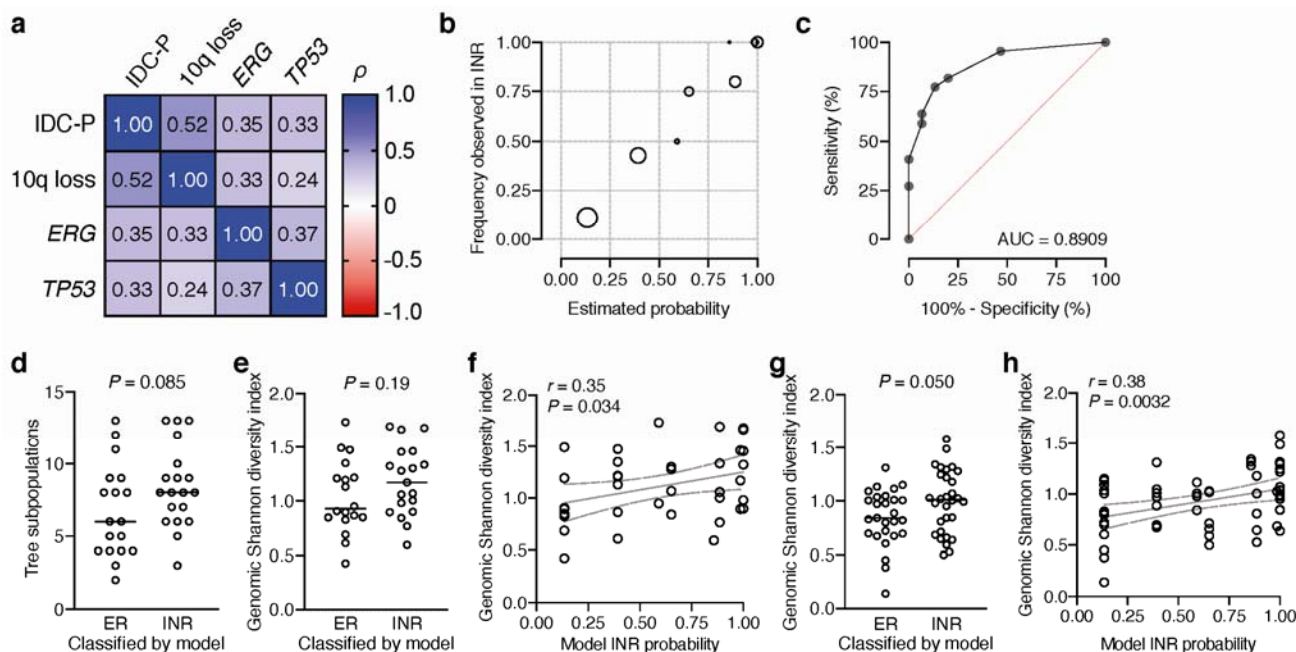 a
IDC-P 10q loss ERG TP53
ρ
IDC-P 1.00 0.52 0.35 0.33
10q loss 0.52 1.00 0.33 0.24
ERG 0.35 0.33 1.00 0.37
TP53 0.33 0.24 0.37 1.00
1.0
0.5
0
-0.5
-1.0
b
Frequency observed in INR
1.00
0.75
0.50
0.25
0.00
0.00 0.25 0.50 0.75 1.00
Estimated probability
c
Sensitivity (%)
100
75
50
25
0
AUC = 0.8909
0 25 50 75 100
100% - Specificity (%)
d
P = 0.085
Tree subpopulations
15
10
5
0
ER INR
Classified by model
e
P = 0.19
Genomic Shannon diversity index
2.0
1.5
1.0
0.5
0.0
ER INR
Classified by model
f
r = 0.35
P = 0.034
Genomic Shannon diversity index
2.0
1.5
1.0
0.5
0.0
0.00 0.25 0.50 0.75 1.00
Model INR probability
g
P = 0.050
Genomic Shannon diversity index
2.0
1.5
1.0
0.5
0.0
ER INR
Classified by model
h
r = 0.38
P = 0.0032
Genomic Shannon diversity index
2.0
1.5
1.0
0.5
0.0
0.00 0.25 0.50 0.75 1.00
Model INR probability